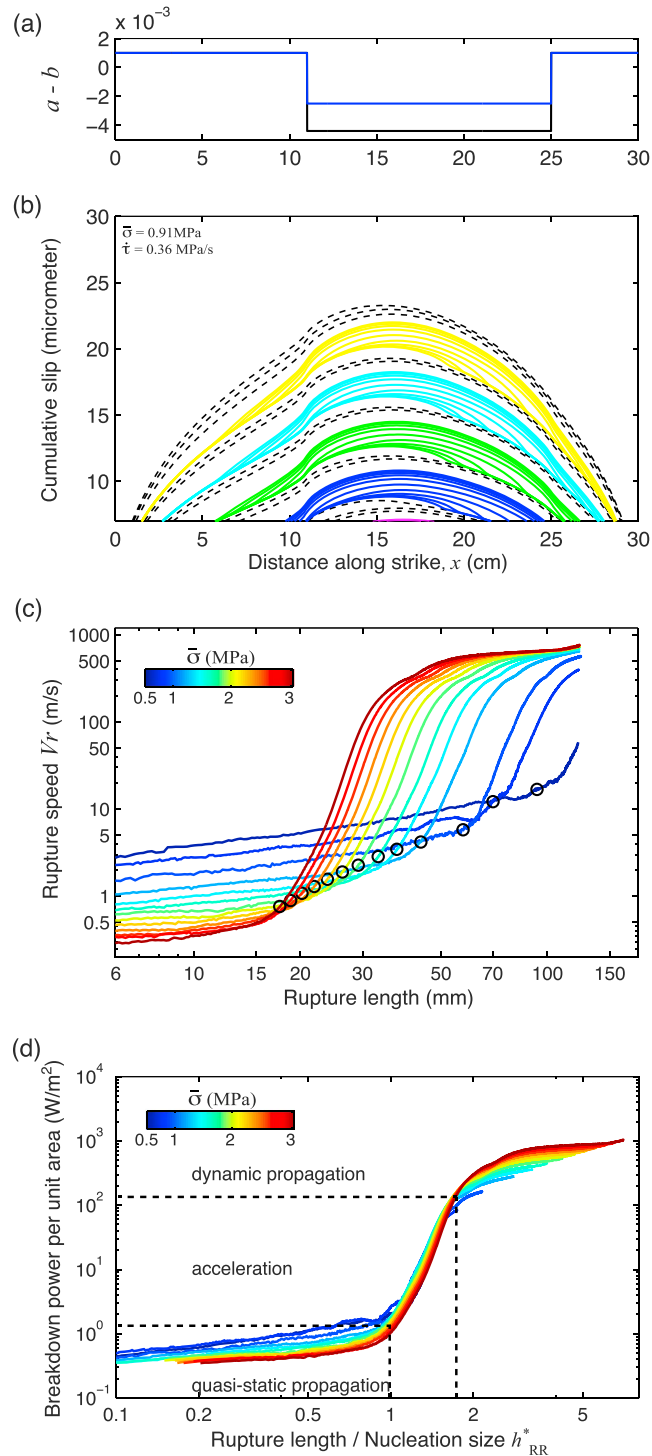 (a)
x 10⁻³
2
0
−2
−4
a - b
0 5 10 15 20 25 30
(b)
σ̅ = 0.91MPa
τ̇ = 0.36 MPa/s
30
25
20
15
10
Cumulative slip (micrometer)
0 5 10 15 20 25 30
Distance along strike, x (cm)
(c)
σ̅ (MPa)
0.5 1 2 3
1000
500
100
50
10
5
1
0.5
Rupture speed Vr (m/s)
6 10 15 20 30 50 70 100 150
Rupture length (mm)
(d)
σ̅ (MPa)
0.5 1 2 3
10⁴
10³
10²
10¹
10⁰
10⁻¹
Breakdown power per unit area (W/m²)
dynamic propagation
acceleration
quasi-static propagation
0.1 0.5 1 2 5
Rupture length / Nucleation size h*RR